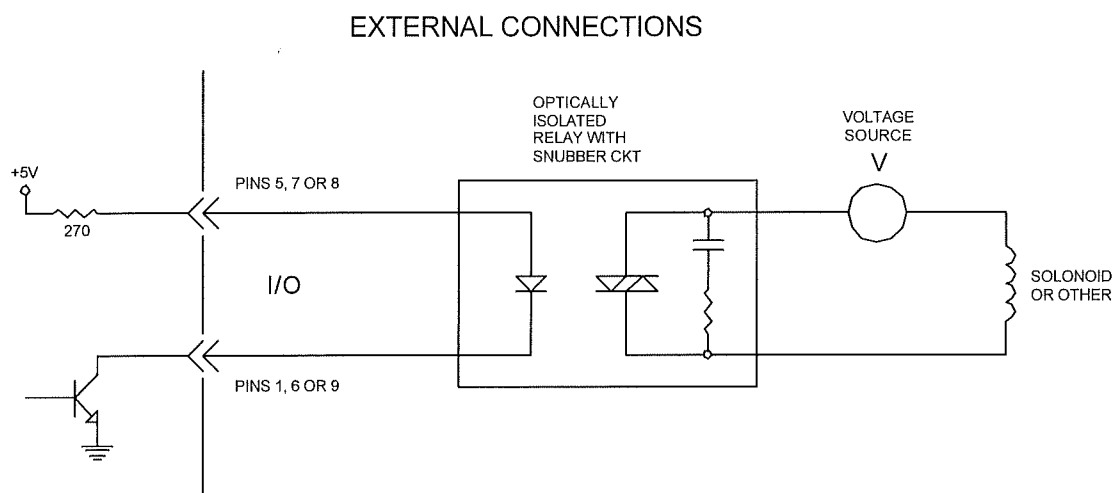 EXTERNAL CONNECTIONS
OPTICALLY
ISOLATED
RELAY WITH
SNUBBER CKT
VOLTAGE
SOURCE
V
+5V
PINS 5, 7 OR 8
270
I/O
SOLONOID
OR OTHER
PINS 1, 6 OR 9